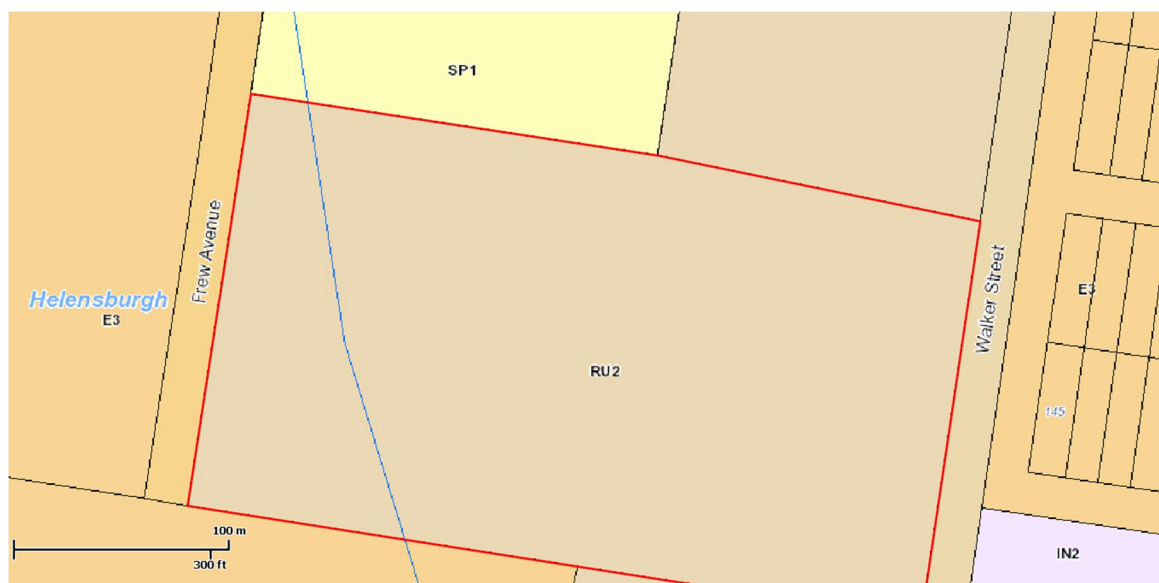 SP1
Frew Avenue
Helensburgh
E3
RU2
Walker Street
E3
145
100 m
300 ft
IN2